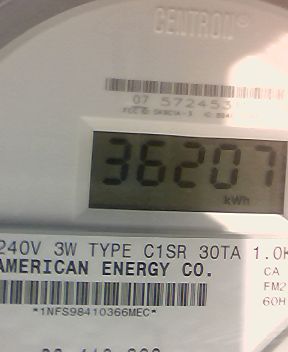 CENTRON®
07 572453
36207
kWh
240V 3W TYPE C1SR 30TA 1.0K
AMERICAN ENERGY CO.
CA
FM2
60H
*1NFS98410366MEC*